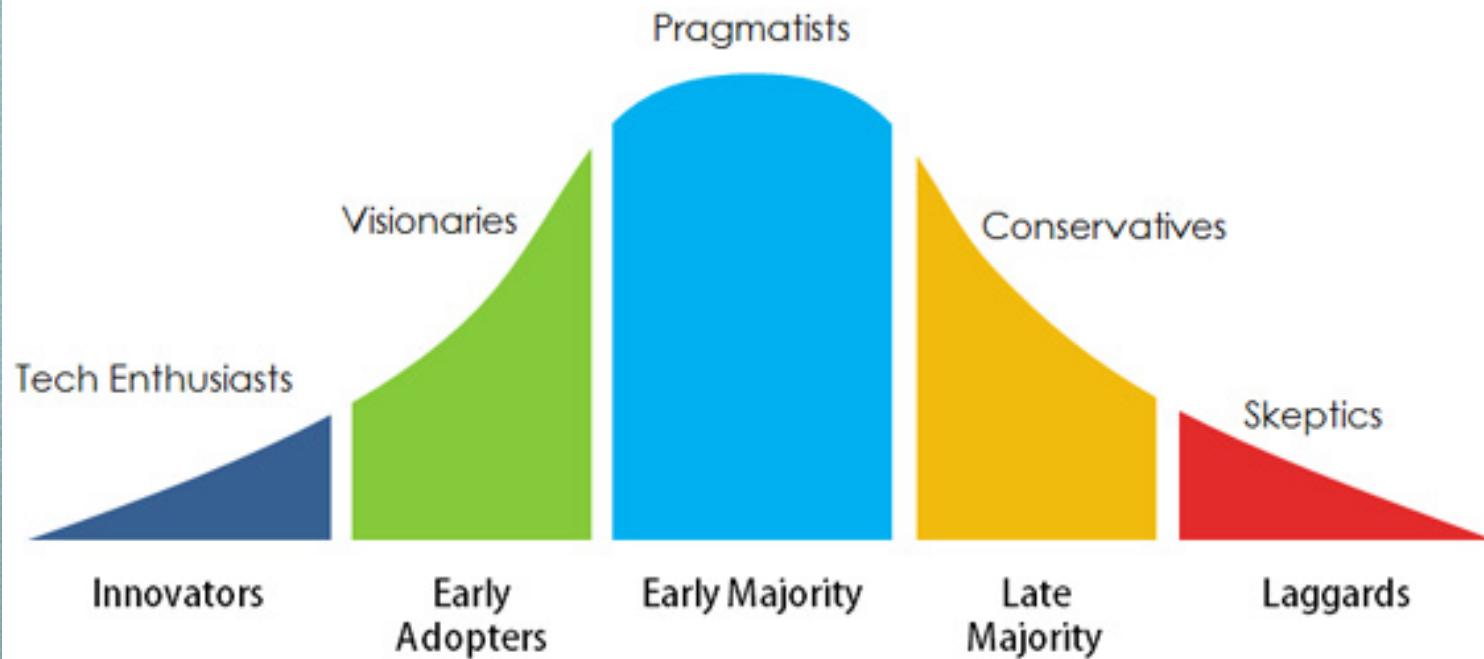 Pragmatists
Visionaries
Conservatives
Tech Enthusiasts
Skeptics
Innovators
Early
Adopters
Early Majority
Late
Majority
Laggards